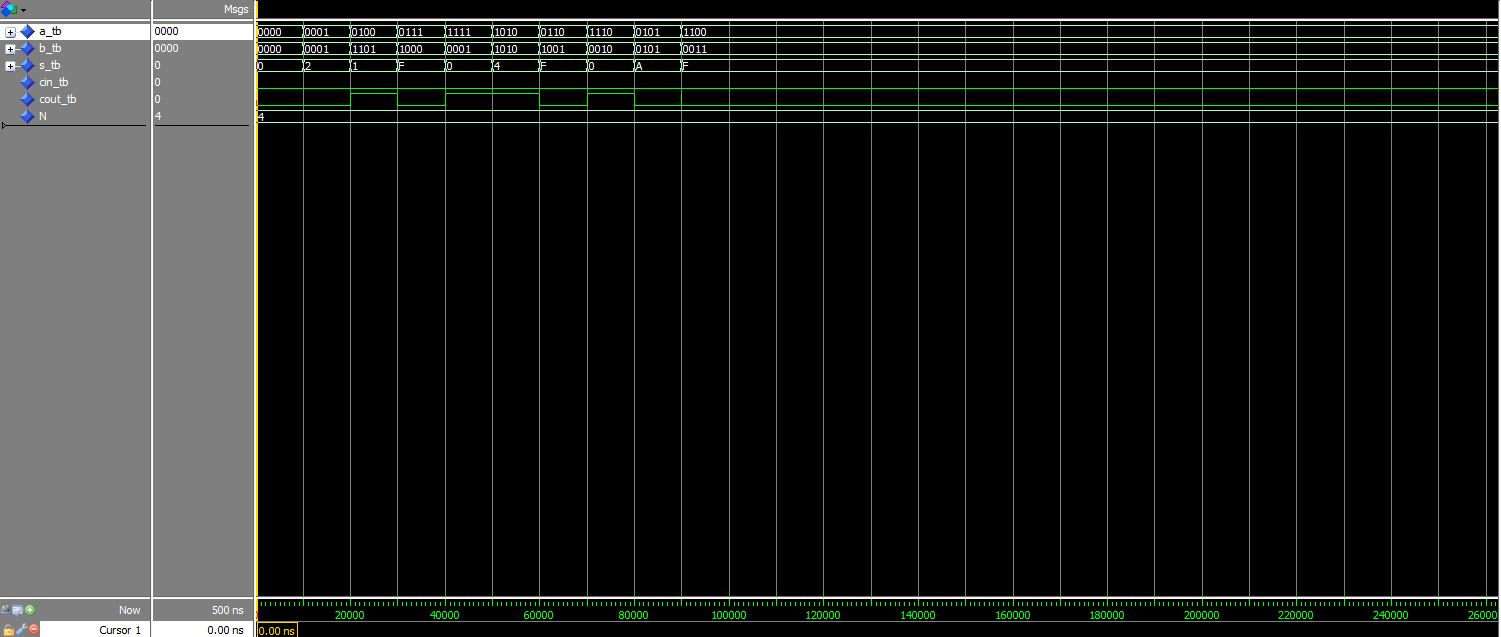 Msgs
a_tb 0000 0000 0001 0100 0111 1111 1010 0110 1110 0101 1100
b_tb 0000 0000 0001 1101 1000 0001 1010 1001 0010 0101 0011
s_tb 0 0 2 1 F 0 4 F 0 A F
cin_tb 0
cout_tb 0
N 4 4
Now 500 ns 20000 40000 60000 80000 100000 120000 140000 160000 180000 200000 220000 240000 26000
Cursor 1 0.00 ns 0.00 ns